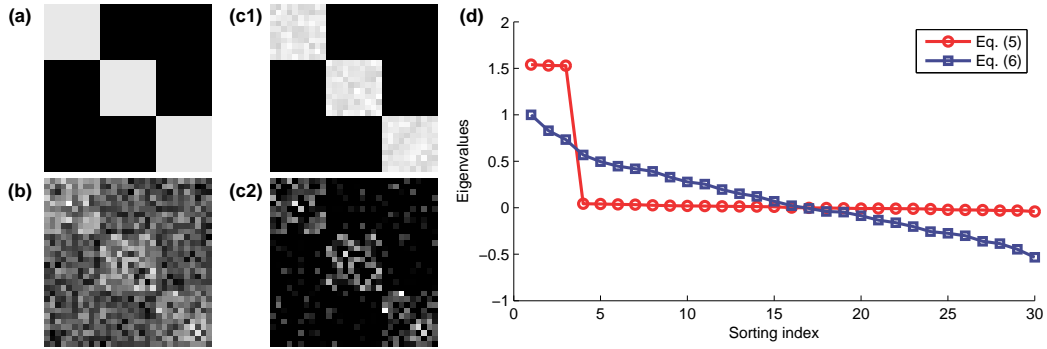 (a)
(c1)
(b)
(c2)
(d)
Eigenvalues
2
1.5
1
0.5
0
−0.5
−1
0
5
10
15
20
25
30
Sorting index
Eq. (5)
Eq. (6)